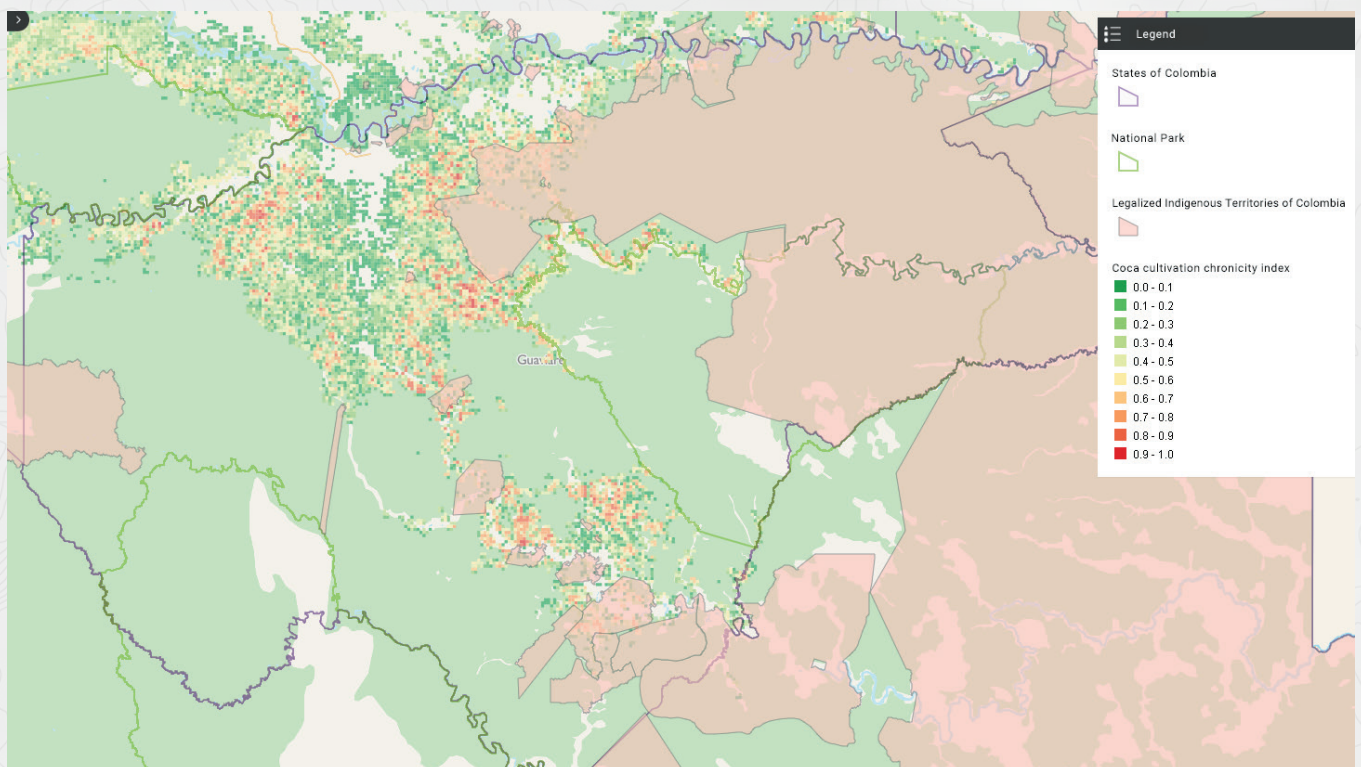 Legend
States of Colombia
National Park
Legalized Indigenous Territories of Colombia
Coca cultivation chronicity index
0.0 - 0.1
0.1 - 0.2
0.2 - 0.3
0.3 - 0.4
0.4 - 0.5
0.5 - 0.6
0.6 - 0.7
0.7 - 0.8
0.8 - 0.9
0.9 - 1.0
Guaviare